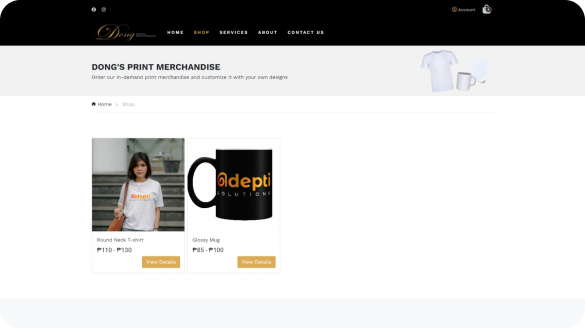 Account
Dong
HOME SHOP SERVICES ABOUT CONTACT US
DONG'S PRINT MERCHANDISE
Order our in-demand print merchandise and customize it with your own designs
Home > Shop
Adepti
Adepti
SOLUTIONS
Round Neck T-shirt
₱110 - ₱130
View Details
Glossy Mug
₱85 - ₱100
View Details